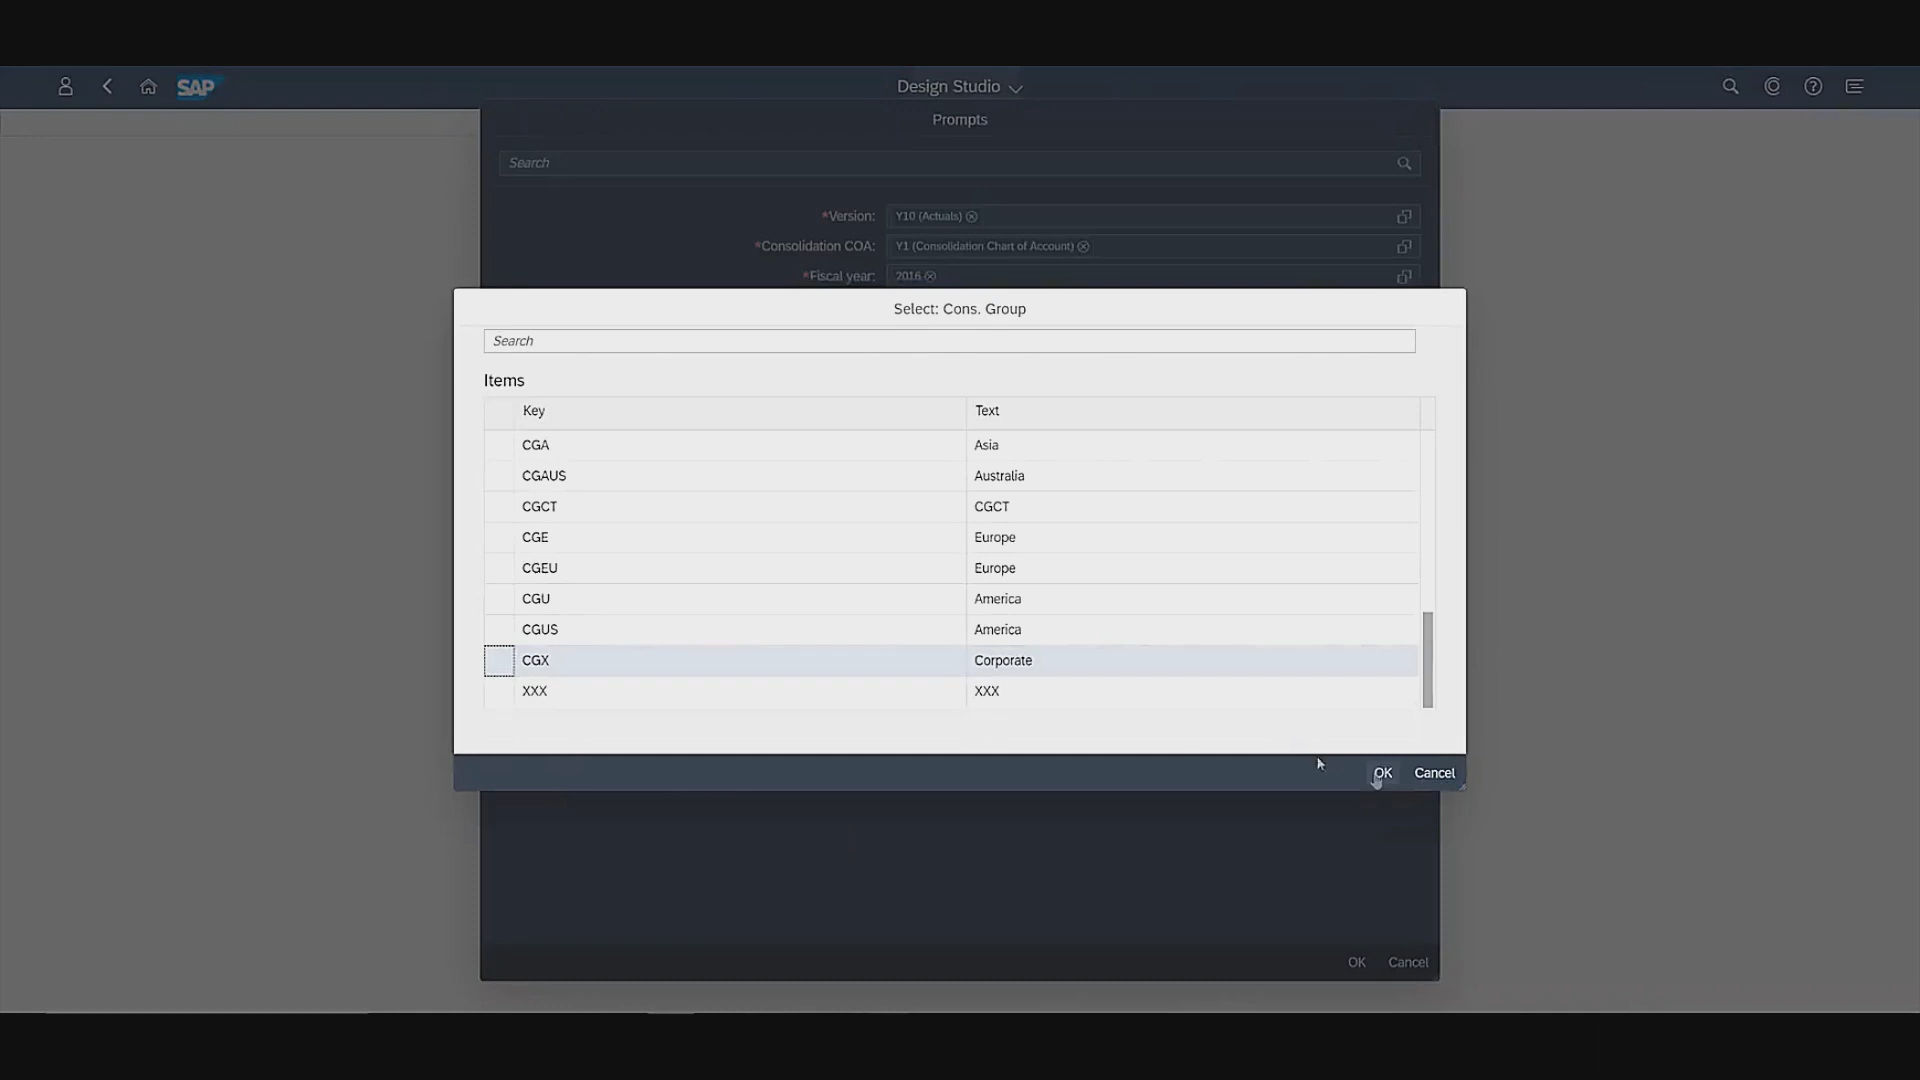 SAP
Design Studio
Prompts
Search
*Version: Y10 (Actuals)
*Consolidation COA: Y1 (Consolidation Chart of Account)
*Fiscal year: 2016
Select: Cons. Group
Search
Items
Key Text
CGA Asia
CGAUS Australia
CGCT CGCT
CGE Europe
CGEU Europe
CGU America
CGUS America
CGX Corporate
XXX XXX
OK Cancel
OK Cancel